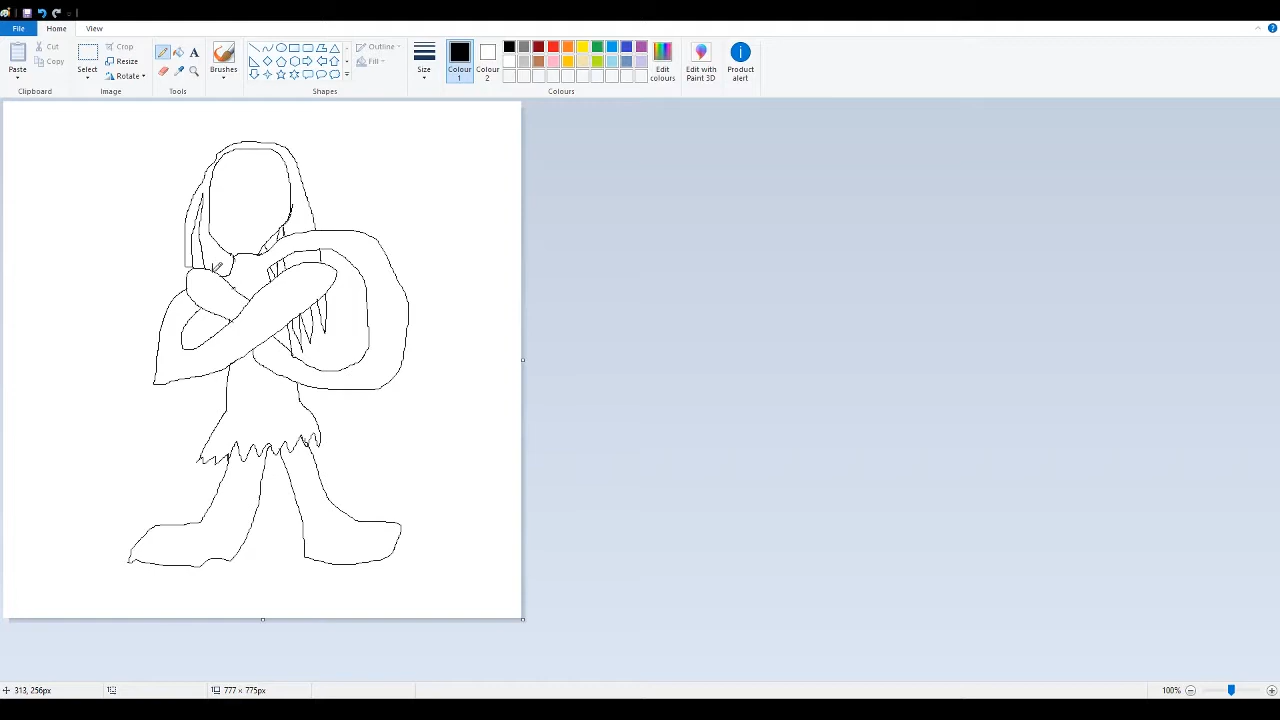 File Home View
Paste
Cut
Copy
Clipboard
Select
Crop
Resize
Rotate
Image
A
Tools
Brushes
Outline
Fill
Shapes
Size
Colour
1
Colour
2
Edit
colours
Colours
Edit with
Paint 3D
Product
alert
313, 256px
777 × 775px
100%